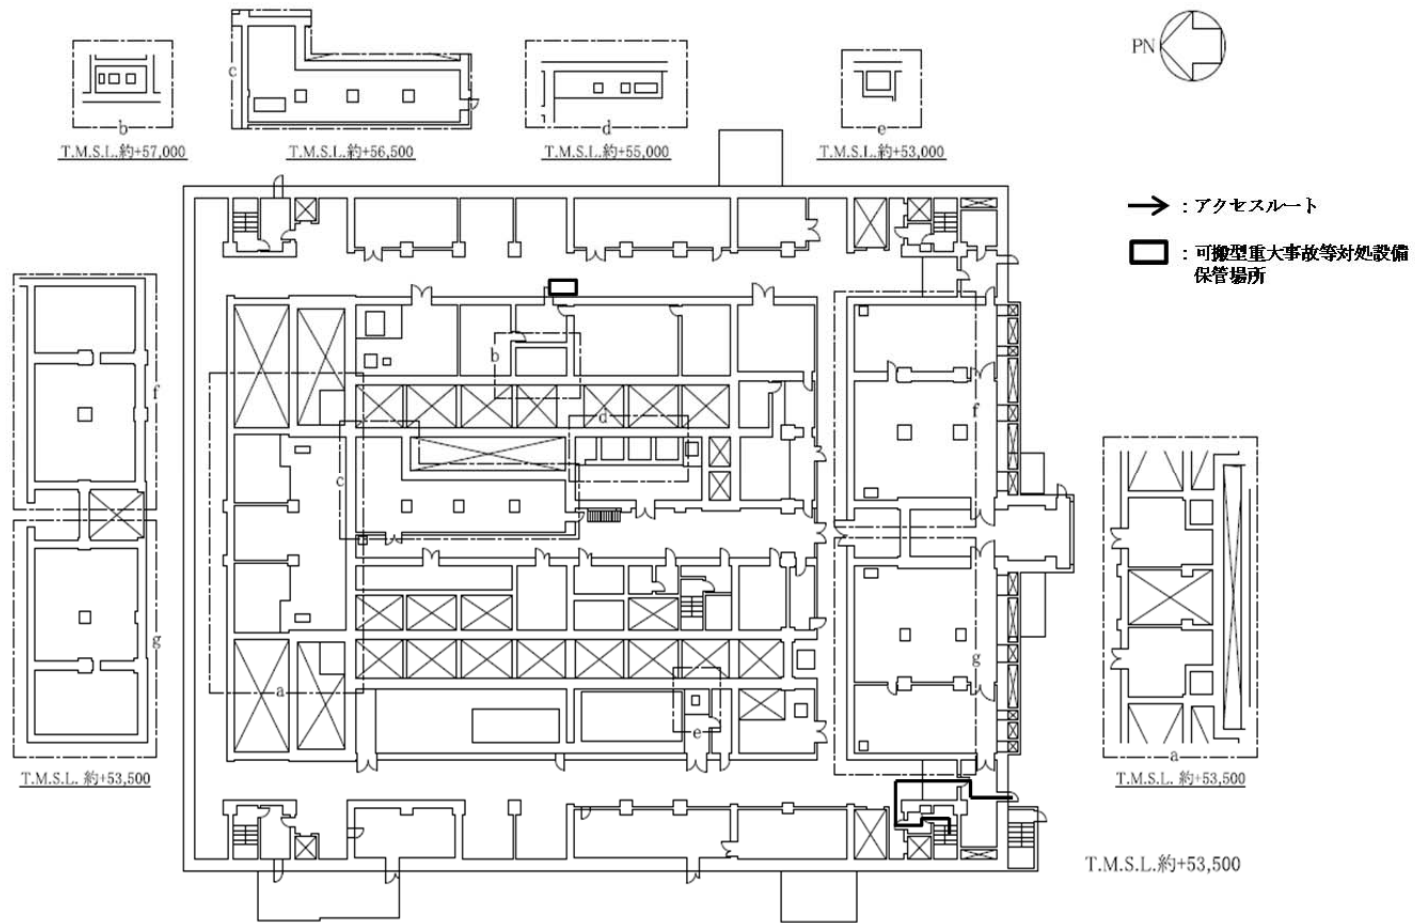 PN
c
b
d
e
T.M.S.L.約+57,000
T.M.S.L.約+56,500
T.M.S.L.約+55,000
T.M.S.L.約+53,000
：アクセスルート
：可搬型重大事故等対処設備
保管場所
b
f
f
d
c
g
g
a
e
a
T.M.S.L. 約+53,500
T.M.S.L. 約+53,500
T.M.S.L.約+53,500